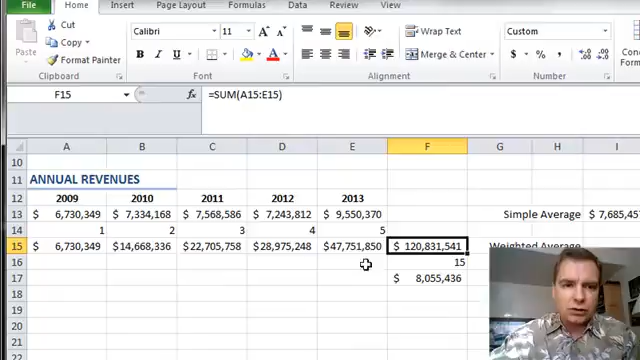 File Home Insert Page Layout Formulas Data Review View
Paste
Cut
Copy
Format Painter
Clipboard
Calibri 11 A A
B I U A
Font
Wrap Text
Merge & Center
Alignment
Custom
$ % ,
Number
F15 fx =SUM(A15:E15)
A B C D E F G H I
10
11 ANNUAL REVENUES
12 2009 2010 2011 2012 2013
13 $ 6,730,349 $ 7,334,168 $ 7,568,586 $ 7,243,812 $ 9,550,370 Simple Average $ 7,685,45
14 1 2 3 4 5
15 $ 6,730,349 $14,668,336 $22,705,758 $28,975,248 $47,751,850 $ 120,831,541 Weighted Average
16 15
17 $ 8,055,436
18
19
20
21
22